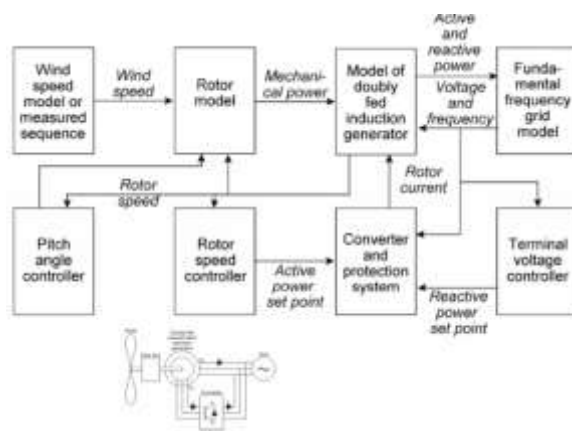 Wind
speed
model or
measured
sequence
Wind
speed
Rotor
model
Mechani-
cal power
Model of
doubly
fed
induction
generator
Active
and
reactive
power
Voltage
and
frequency
Funda-
mental
frequency
grid
model
Rotor
speed
Rotor
current
Pitch
angle
controller
Rotor
speed
controller
Active
power
set point
Converter
and
protection
system
Reactive
power
set point
Terminal
voltage
controller